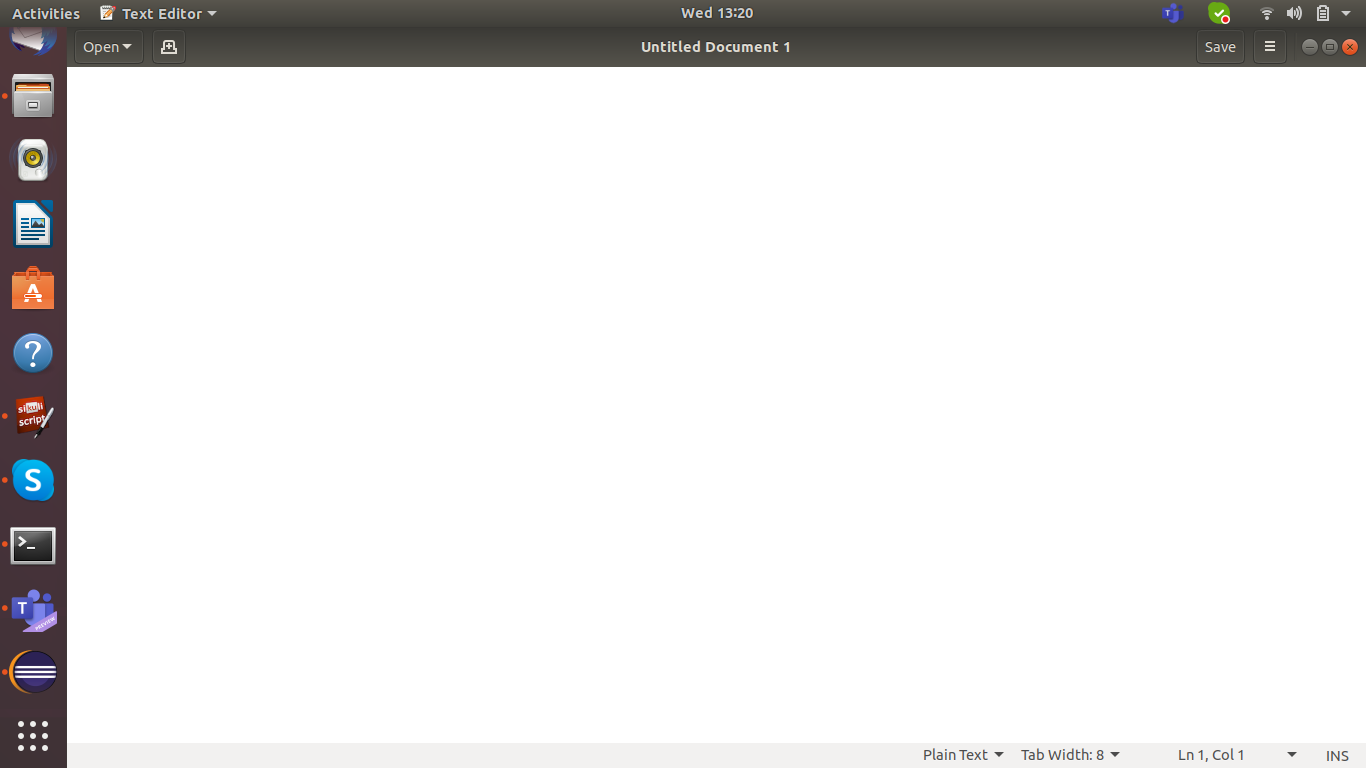 Activities Text Editor Wed 13:20
Open Untitled Document 1 Save
A
?
sikuli
script
S
>_
T
PREVIEW
Plain Text Tab Width: 8 Ln 1, Col 1 INS